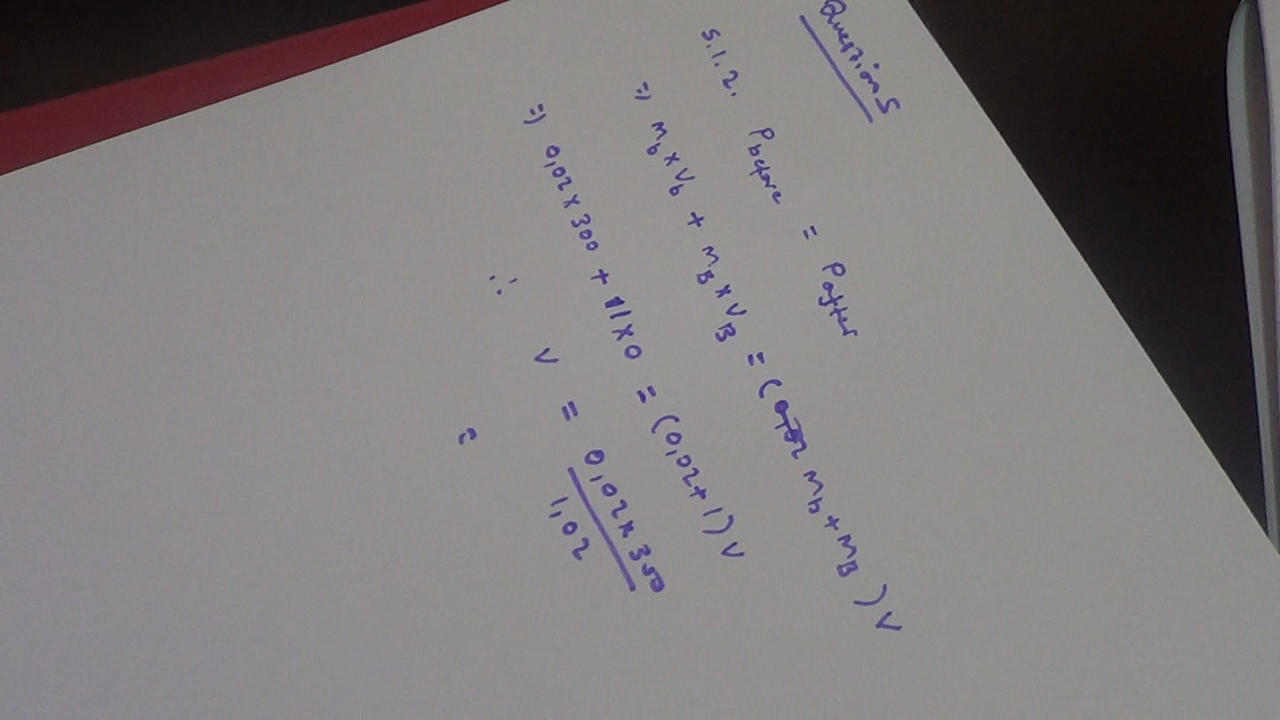 Question 5
5.1.2. Pbefore = Pafter
=) mb x vb + mB x vB = (mb + mB) v
=) 0,02 x 300 + 1 x 0 = (0,02 + 1) v
∴ v = 0,02 x 300
1,02
=